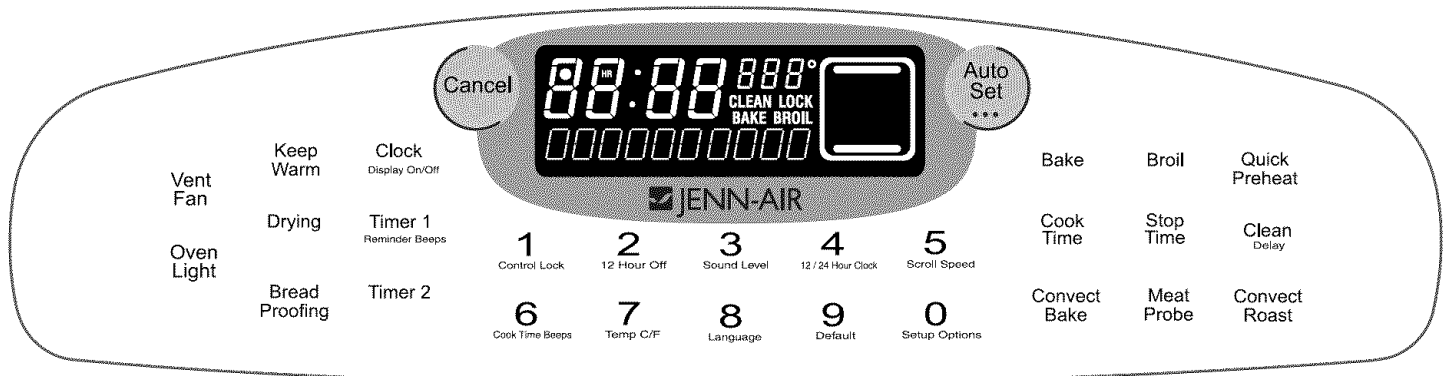 Cancel
88:88
HR
888°
CLEAN LOCK
BAKE BROIL
Auto
Set
JENN-AIR
Vent
Fan
Oven
Light
Keep
Warm
Clock
Display On/Off
Drying
Timer 1
Reminder Beeps
Bread
Proofing
Timer 2
1
Control Lock
2
12 Hour Off
3
Sound Level
4
12 / 24 Hour Clock
5
Scroll Speed
6
Cook Time Beeps
7
Temp C/F
8
Language
9
Default
0
Setup Options
Bake
Broil
Quick
Preheat
Cook
Time
Stop
Time
Clean
Delay
Convect
Bake
Meat
Probe
Convect
Roast